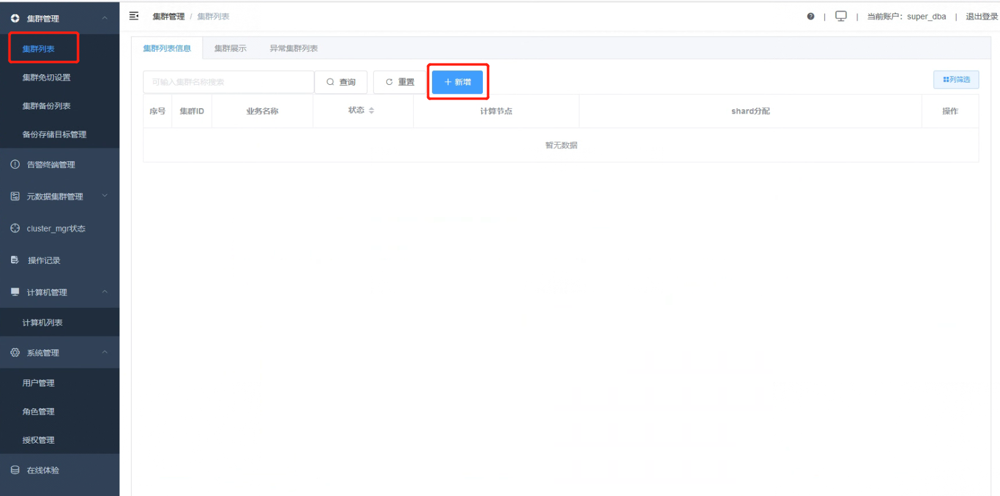 集群管理
集群列表
集群免切设置
集群备份列表
备份存储目标管理
告警终端管理
元数据集群管理
cluster_mgr状态
操作记录
计算机管理
计算机列表
系统管理
用户管理
角色管理
授权管理
在线体验
集群管理 / 集群列表
| | 当前账户：super_dba | 退出登录
集群列表信息 集群展示 异常集群列表
可输入集群名称搜索 查询 重置 + 新增 列筛选
序号 集群ID 业务名称 状态 计算节点 shard分配 操作
暂无数据